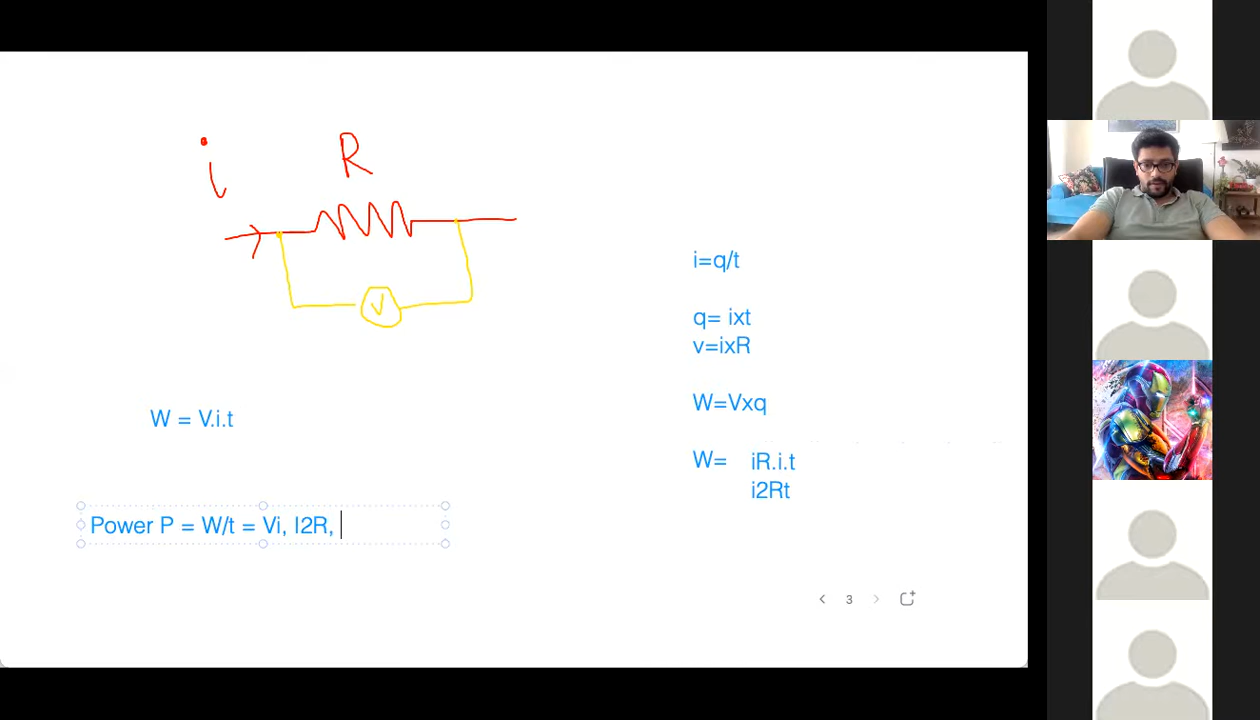 i
R
V
i=q/t
q= ixt
v=ixR
W=Vxq
W = V.i.t
W= iR.i.t
i2Rt
Power P = W/t = Vi, I2R,
3